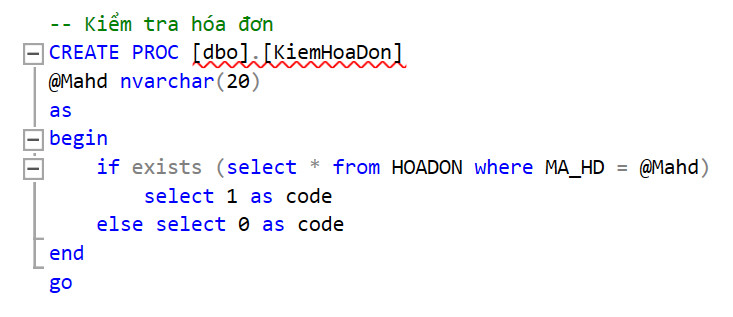 -- Kiểm tra hóa đơn
CREATE PROC [dbo].[KiemHoaDon]
@Mahd nvarchar(20)
as
begin
    if exists (select * from HOADON where MA_HD = @Mahd)
        select 1 as code
    else select 0 as code
end
go